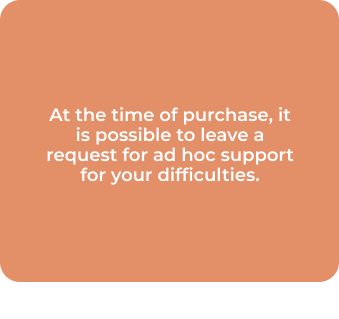 At the time of purchase, it
is possible to leave a
request for ad hoc support
for your difficulties.